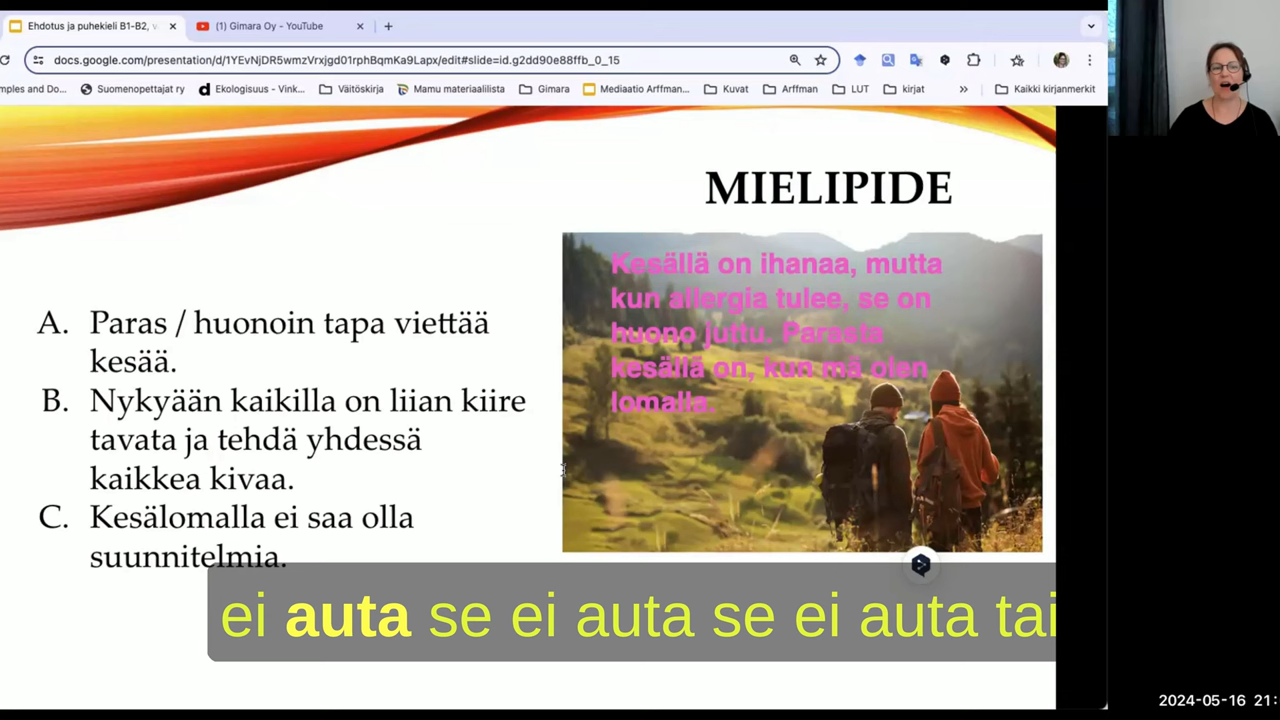 Ehdotus ja puhekieli B1-B2, v
(1) Gimara Oy - YouTube
docs.google.com/presentation/d/1YEvNjDR5wmzVrxjgd01rphBqmKa9Lapx/edit#slide=id.g2dd90e88ffb_0_15
mples and Do... Suomenopettajat ry Ekologisuus - Vink... Väitöskirja Mamu materiaalilista Gimara Mediaatio Arffman... Kuvat Arffman LUT kirjat » Kaikki kirjanmerkit
MIELIPIDE
A. Paras / huonoin tapa viettää
kesää.
B. Nykyään kaikilla on liian kiire
tavata ja tehdä yhdessä
kaikkea kivaa.
C. Kesälomalla ei saa olla
suunnitelmia.
Kesällä on ihanaa, mutta
kun allergia tulee, se on
huono juttu. Parasta
kesällä on, kun mä olen
lomalla.
ei auta se ei auta se ei auta tai
2024-05-16 21: